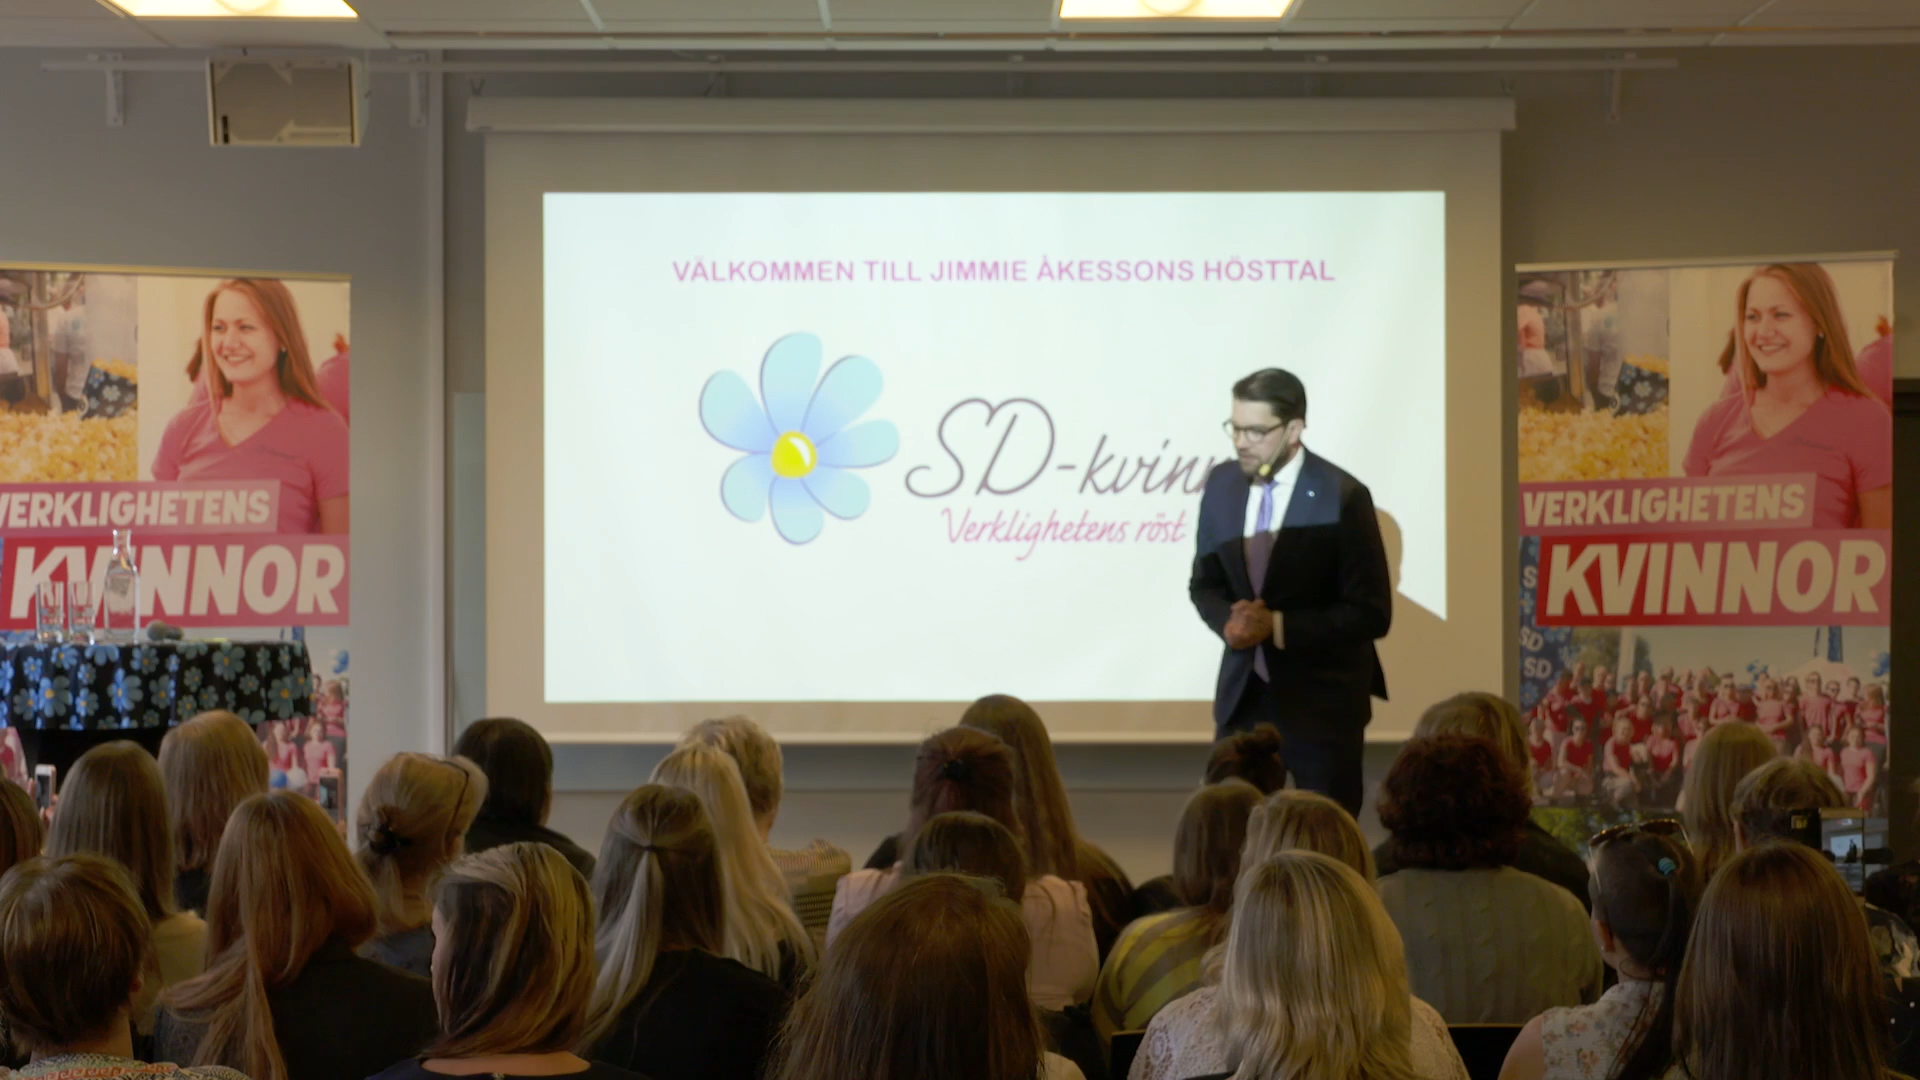 VÄLKOMMEN TILL JIMMIE ÅKESSONS HÖSTTAL
SD-kvinn
Verklighetens röst
VERKLIGHETENS
KVINNOR
VERKLIGHETENS
KVINNOR
SD
SD